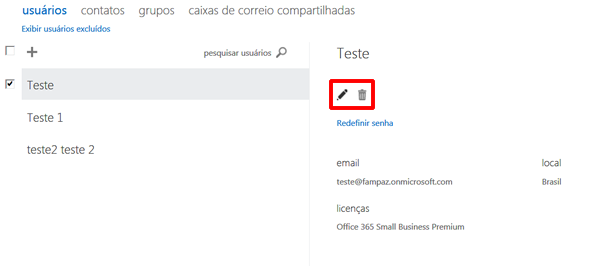 usuários contatos grupos caixas de correio compartilhadas
Exibir usuários excluídos
pesquisar usuários
Teste
Teste 1
teste2 teste 2
Teste
Redefinir senha
email local
teste@fampaz.onmicrosoft.com Brasil
licenças
Office 365 Small Business Premium